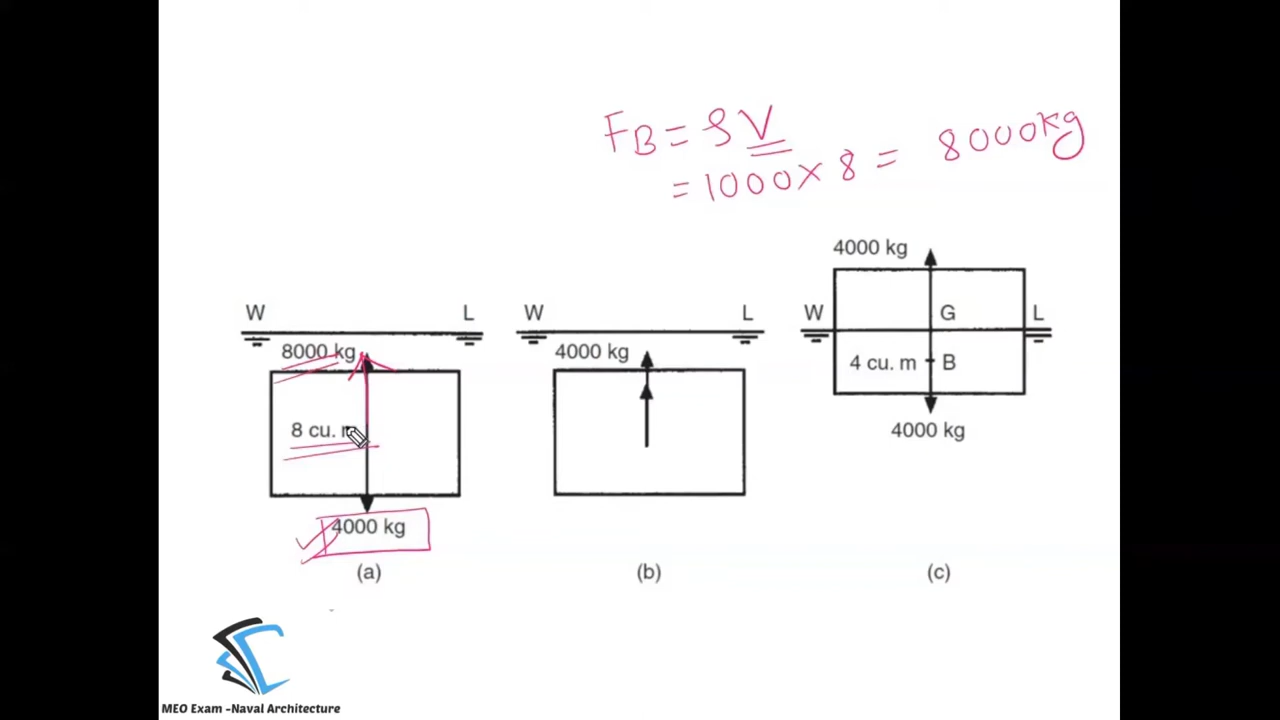 FB = ρV
= 1000 × 8 = 8000kg
4000 kg
W L W L W G L
8000 kg 4000 kg
4 cu. m B
8 cu.
4000 kg
4000 kg
(a) (b) (c)
MEO Exam -Naval Architecture